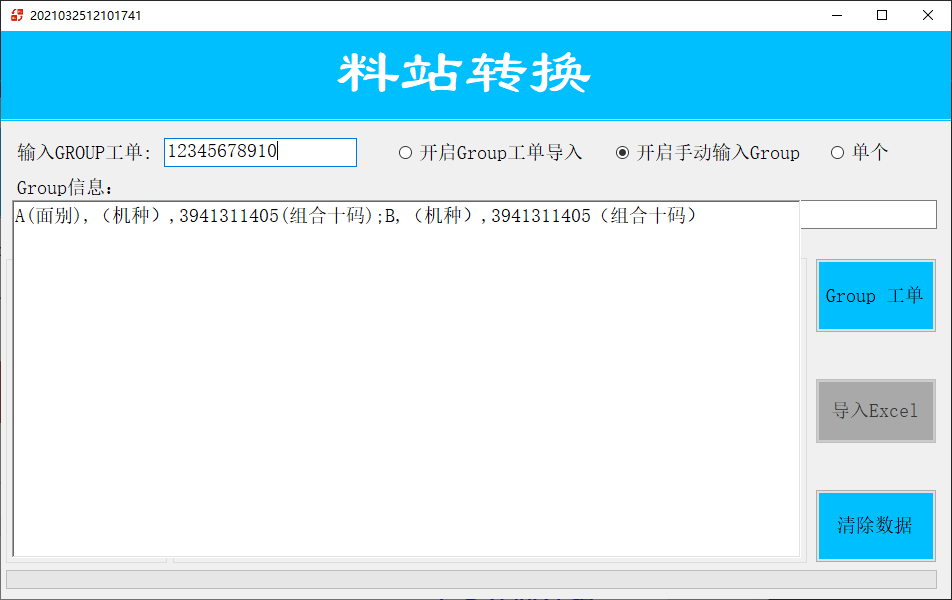 2021032512101741
料站转换
输入GROUP工单: 12345678910 开启Group工单导入 开启手动输入Group 单个
Group信息:
A(面别),（机种）,3941311405(组合十码);B,（机种）,3941311405（组合十码）
Group 工单
导入Excel
清除数据